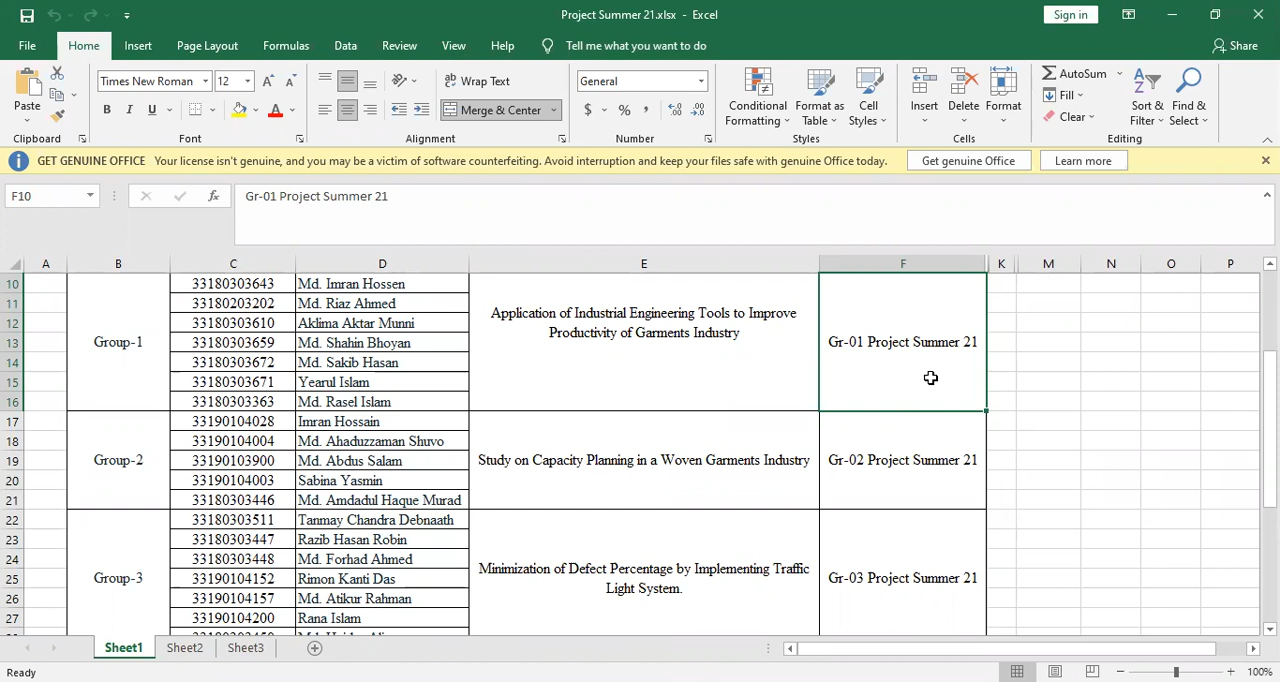 Project Summer 21.xlsx - Excel
Sign in
File Home Insert Page Layout Formulas Data Review View Help Tell me what you want to do Share
Paste
Clipboard
Times New Roman 12
B I U
Font
Wrap Text
Merge & Center
Alignment
General
$ % ,
Number
Conditional Formatting
Format as Table
Cell Styles
Styles
Insert Delete Format
Cells
AutoSum
Fill
Clear
Sort & Filter
Find & Select
Editing
GET GENUINE OFFICE Your license isn't genuine, and you may be a victim of software counterfeiting. Avoid interruption and keep your files safe with genuine Office today. Get genuine Office Learn more
F10 fx Gr-01 Project Summer 21
A B C D E F K M N O P
10 33180303643 Md. Imran Hossen
11 33180203202 Md. Riaz Ahmed
12 33180303610 Aklima Aktar Munni
13 33180303659 Md. Shahin Bhoyan
14 33180303672 Md. Sakib Hasan
15 33180303671 Yearul Islam
16 33180303363 Md. Rasel Islam
Group-1
Application of Industrial Engineering Tools to Improve
Productivity of Garments Industry
Gr-01 Project Summer 21
17 33190104028 Imran Hossain
18 33190104004 Md. Ahaduzzaman Shuvo
19 33190103900 Md. Abdus Salam
20 33190104003 Sabina Yasmin
21 33180303446 Md. Amdadul Haque Murad
Group-2
Study on Capacity Planning in a Woven Garments Industry
Gr-02 Project Summer 21
22 33180303511 Tanmay Chandra Debnaath
23 33180303447 Razib Hasan Robin
24 33180303448 Md. Forhad Ahmed
25 33190104152 Rimon Kanti Das
26 33190104157 Md. Atikur Rahman
27 33190104200 Rana Islam
Group-3
Minimization of Defect Percentage by Implementing Traffic
Light System.
Gr-03 Project Summer 21
Sheet1 Sheet2 Sheet3
Ready
100%